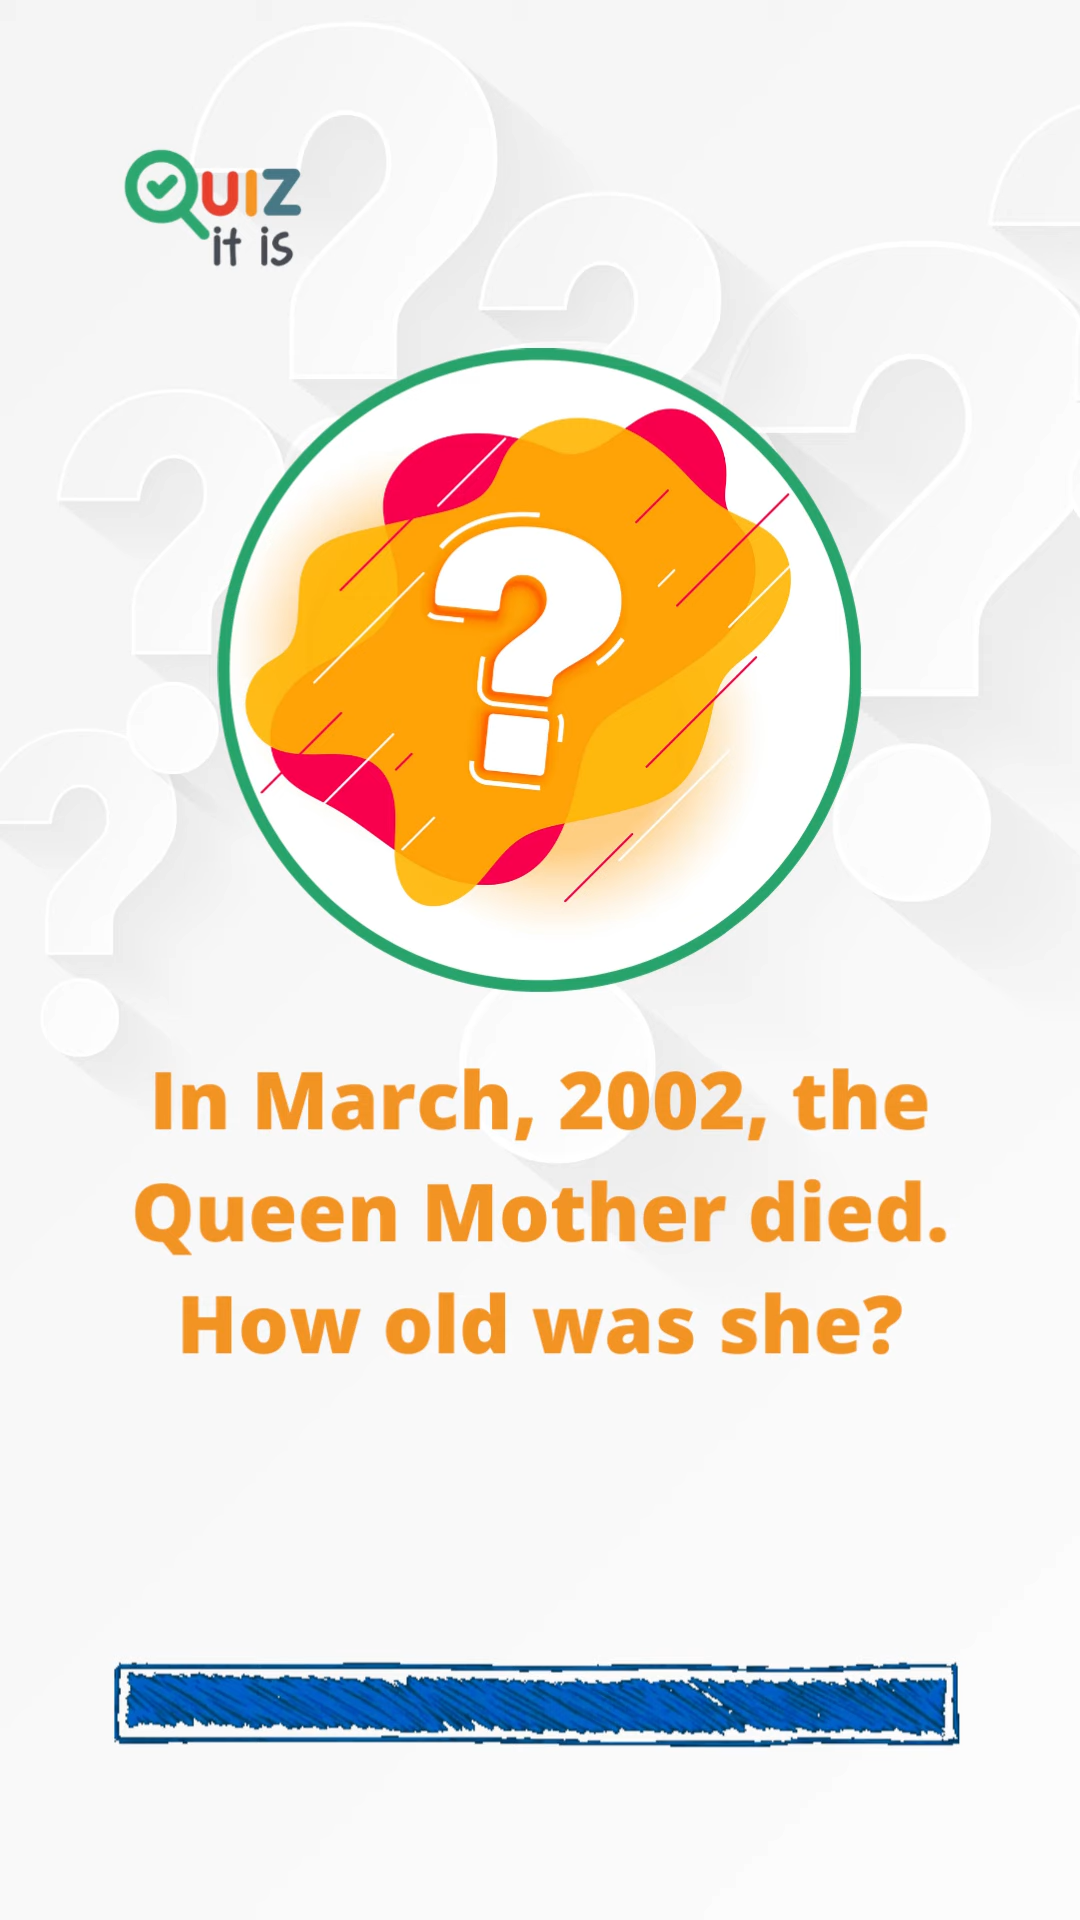 QUIZ
it is
In March, 2002, the
Queen Mother died.
How old was she?